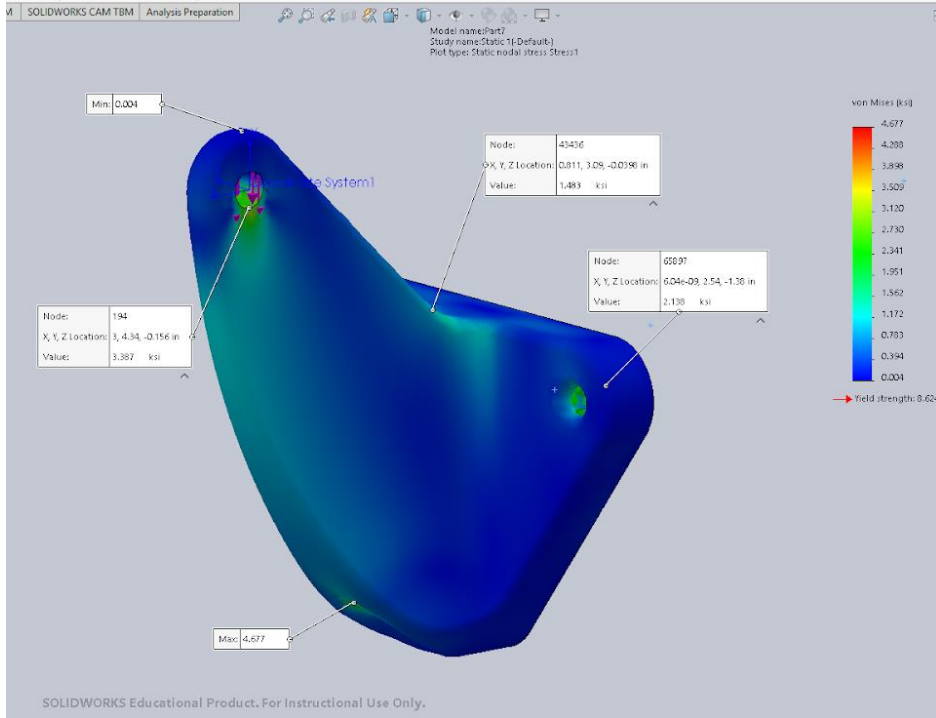 M
SOLIDWORKS CAM TBM
Analysis Preparation
Model name:Part7
Study name:Static 1(-Default-)
Plot type: Static nodal stress Stress1
Min: 0.004
Node: 43436
X, Y, Z Location: 0.811, 3.09, -0.0398 in
Value: 1.483 ksi
System1
Node: 65897
X, Y, Z Location: 6.04e-09, 2.54, -1.38 in
Value: 2.138 ksi
Node: 194
X, Y, Z Location: 3, 4.34, -0.156 in
Value: 3.387 ksi
Max: 4.677
von Mises (ksi)
4.677
4.288
3.898
3.509
3.120
2.730
2.341
1.951
1.562
1.172
0.783
0.394
0.004
Yield strength: 8.624
SOLIDWORKS Educational Product. For Instructional Use Only.